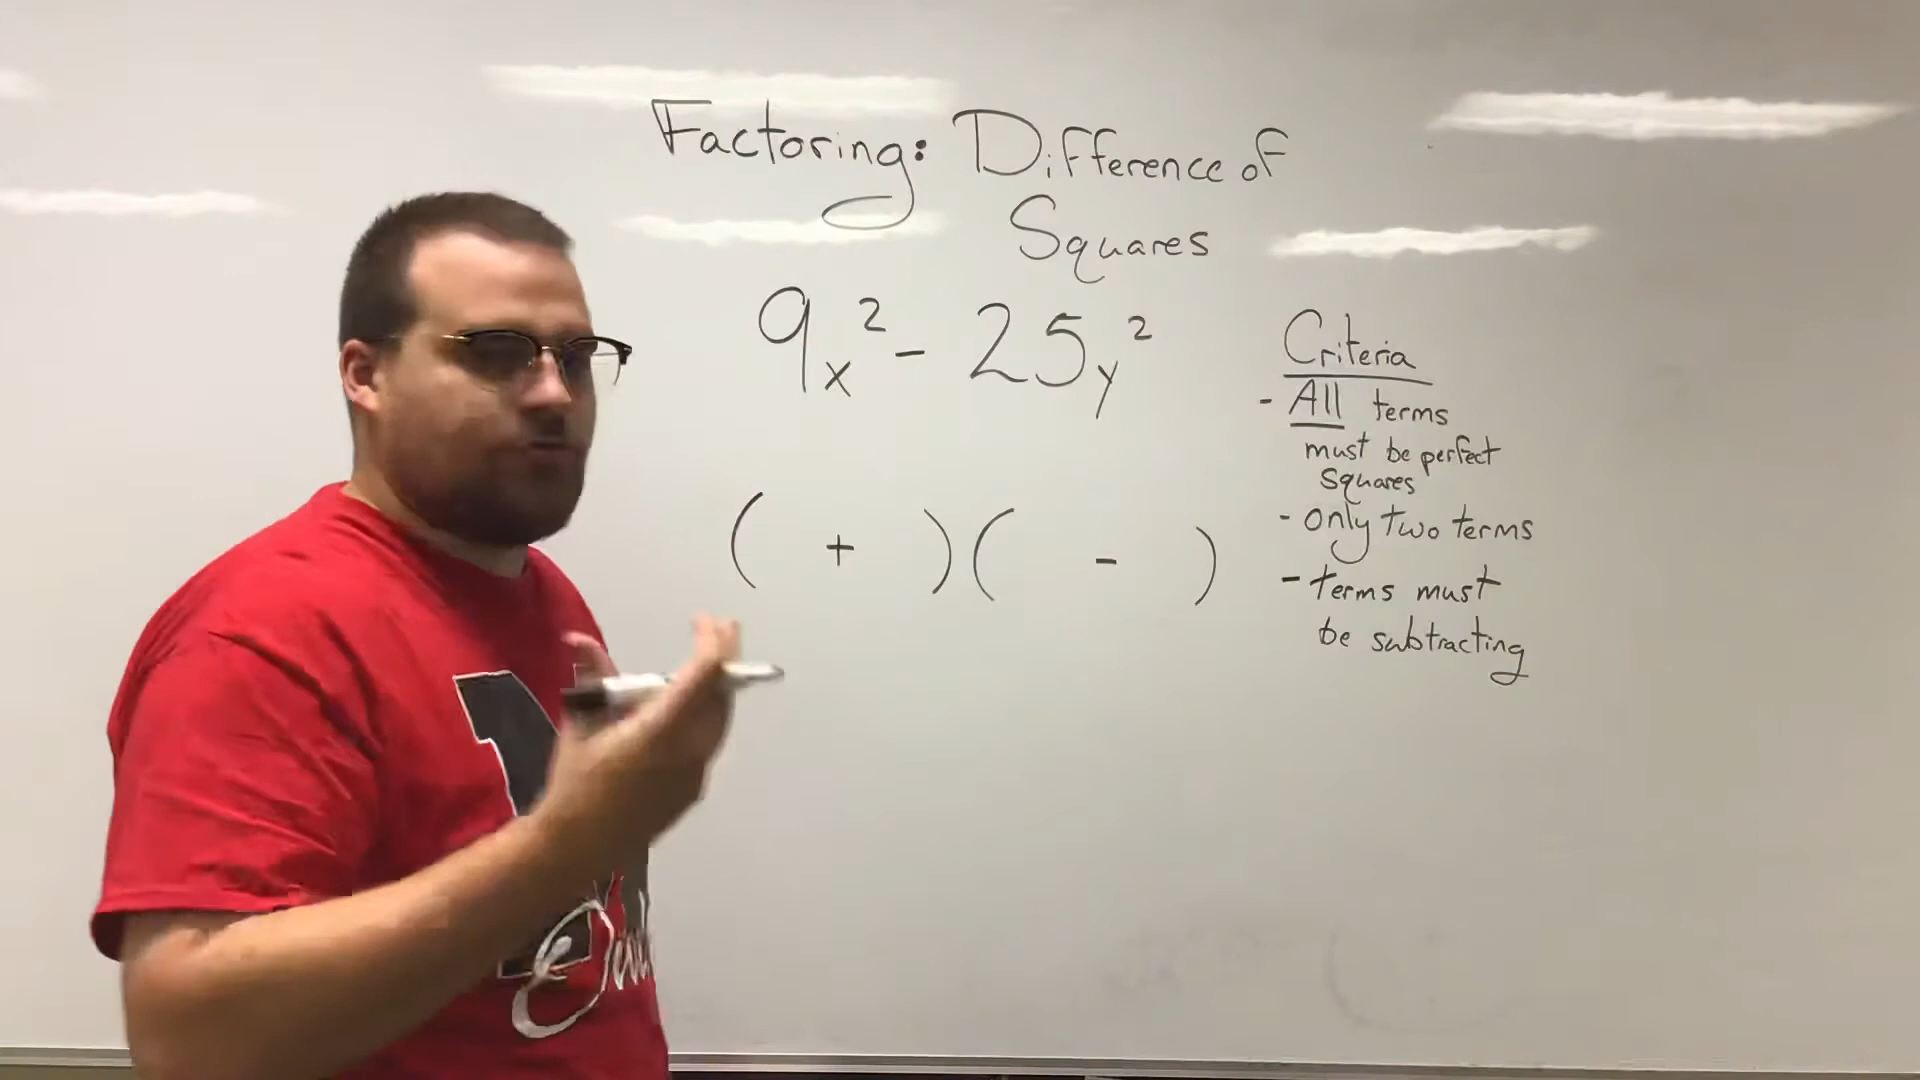 Factoring: Difference of
Squares
9x² - 25y²
( + )( - )
Criteria
- All terms
must be perfect
squares
- only two terms
- terms must
be subtracting